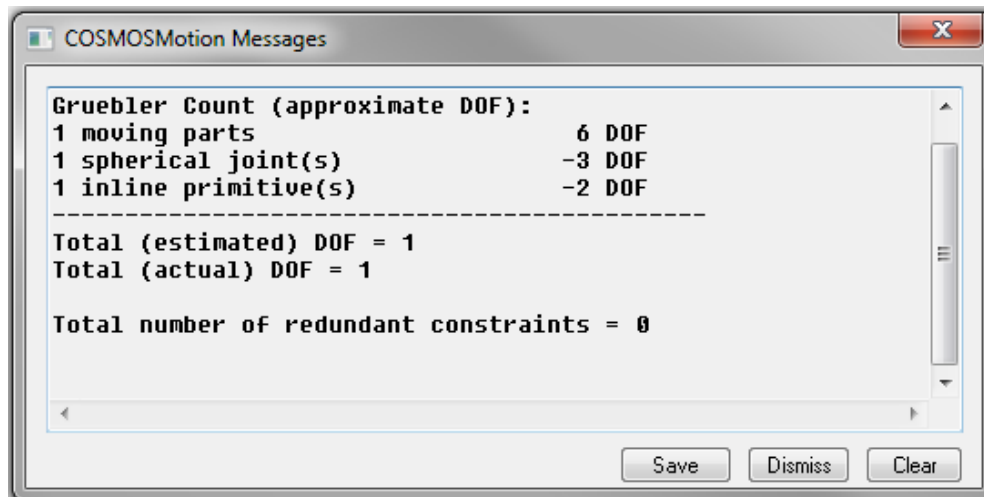 COSMOSMotion Messages
Gruebler Count (approximate DOF):
1 moving parts 6 DOF
1 spherical joint(s) -3 DOF
1 inline primitive(s) -2 DOF
-----------------------------------------------
Total (estimated) DOF = 1
Total (actual) DOF = 1
Total number of redundant constraints = 0
Save Dismiss Clear